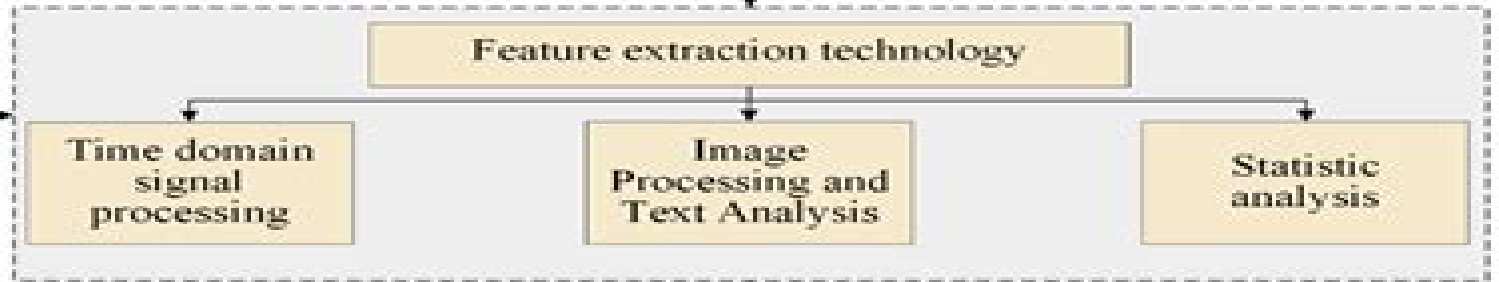 Feature extraction technology
Time domain
signal
processing
Image
Processing and
Text Analysis
Statistic
analysis